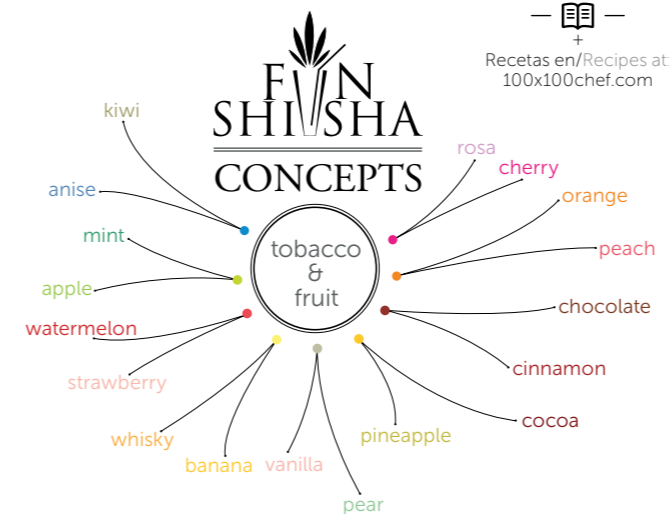 +
Recetas en/Recipes at:
100x100chef.com
FUN
SHISHA
CONCEPTS
tobacco
&
fruit
kiwi
anise
mint
apple
watermelon
strawberry
whisky
banana
vanilla
pear
pineapple
cocoa
cinnamon
chocolate
peach
orange
cherry
rosa